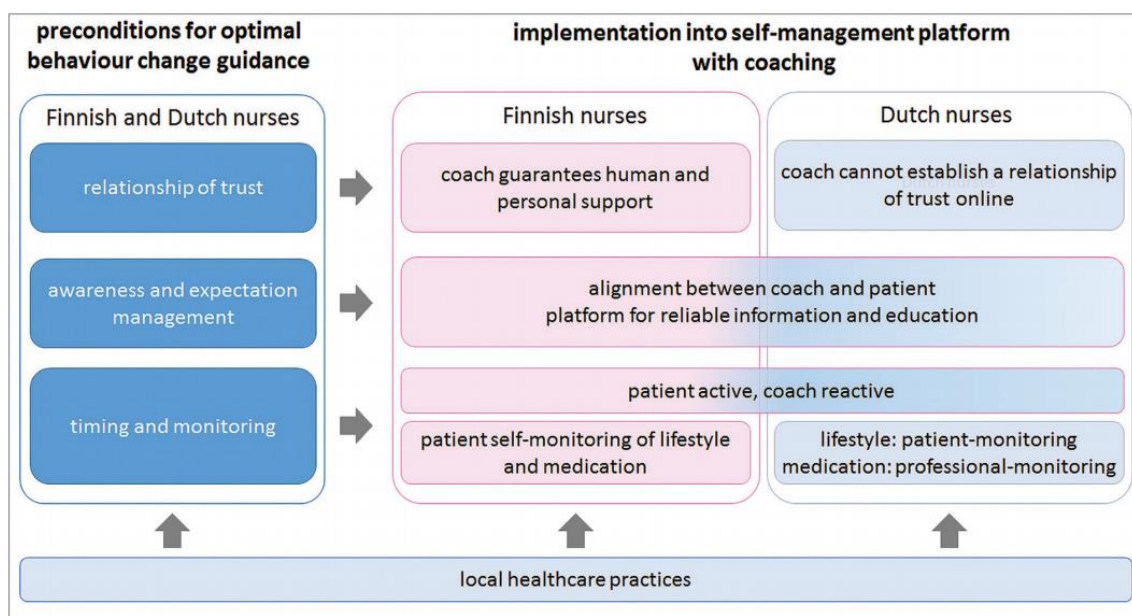 preconditions for optimal
behaviour change guidance
implementation into self-management platform
with coaching
Finnish and Dutch nurses
Finnish nurses
Dutch nurses
relationship of trust
coach guarantees human and
personal support
coach cannot establish a relationship
of trust online
awareness and expectation
management
alignment between coach and patient
platform for reliable information and education
timing and monitoring
patient active, coach reactive
patient self-monitoring of lifestyle
and medication
lifestyle: patient-monitoring
medication: professional-monitoring
local healthcare practices